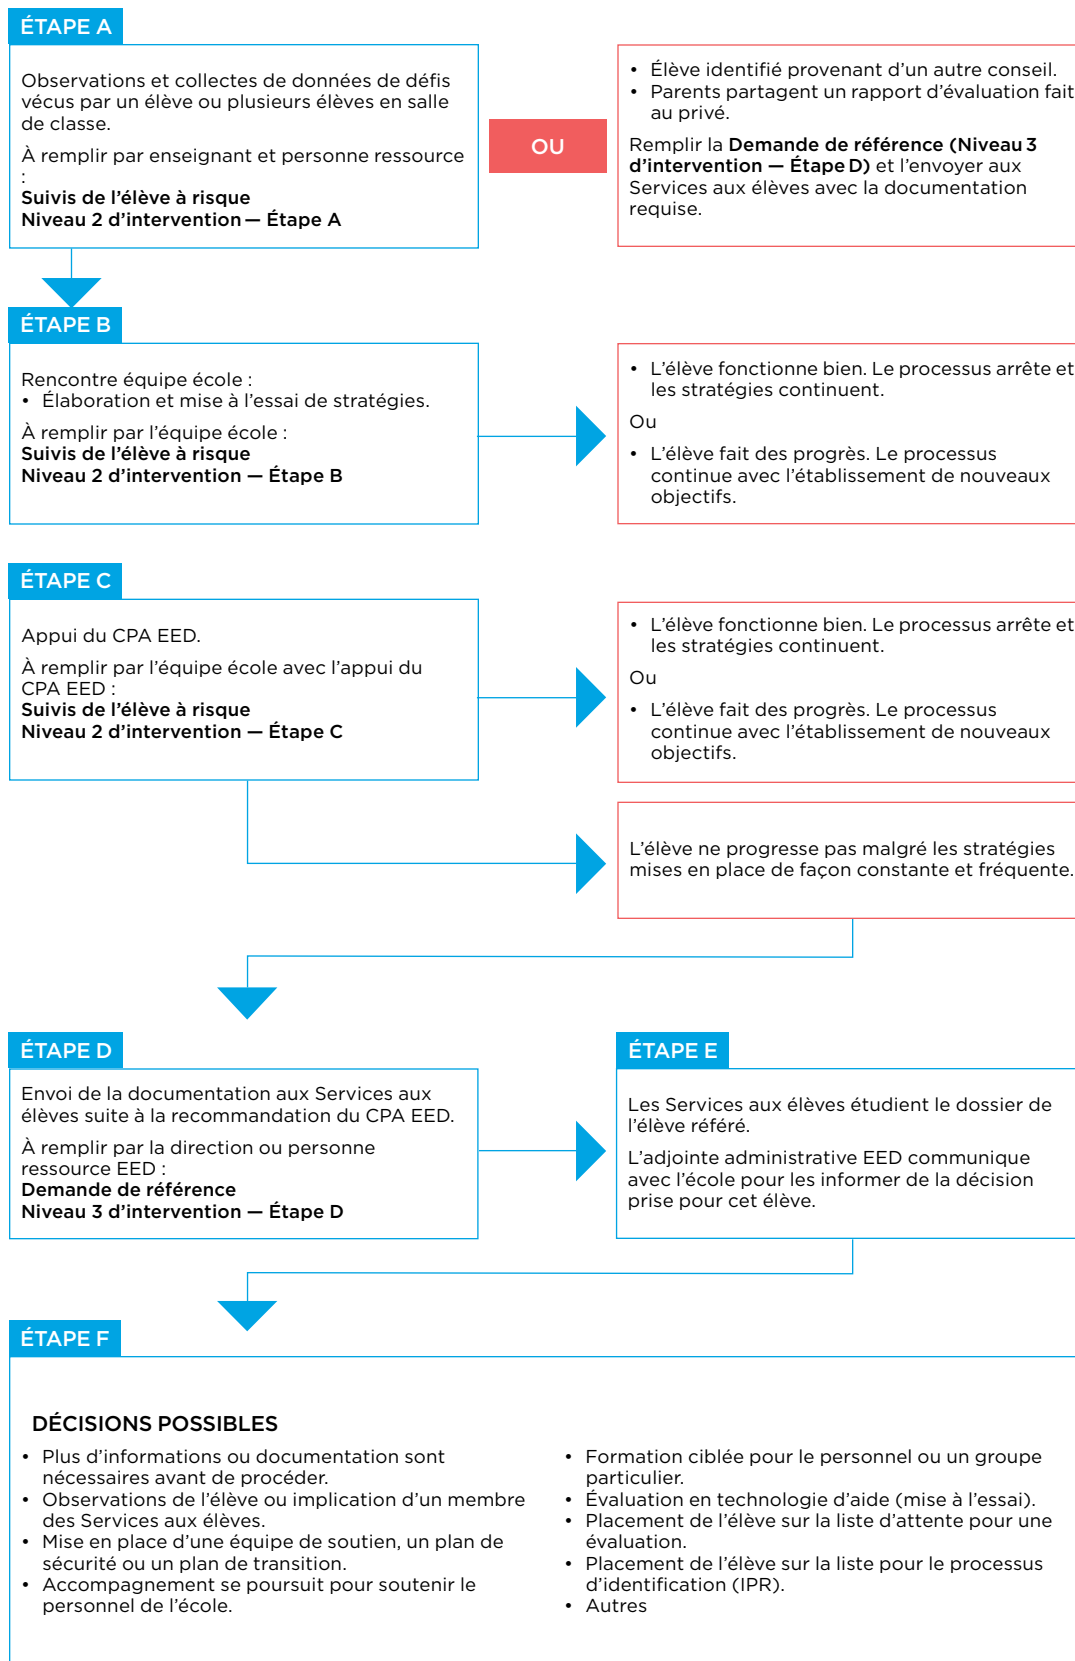 ÉTAPE A
Observations et collectes de données de défis
vécus par un élève ou plusieurs élèves en salle
de classe.
À remplir par enseignant et personne ressource
:
Suivis de l'élève à risque
Niveau 2 d'intervention — Étape A
OU
• Élève identifié provenant d'un autre conseil.
• Parents partagent un rapport d'évaluation fait
au privé.
Remplir la Demande de référence (Niveau 3
d'intervention — Étape D) et l'envoyer aux
Services aux élèves avec la documentation
requise.
ÉTAPE B
Rencontre équipe école :
• Élaboration et mise à l'essai de stratégies.
À remplir par l'équipe école :
Suivis de l'élève à risque
Niveau 2 d'intervention — Étape B
• L'élève fonctionne bien. Le processus arrête et
les stratégies continuent.
Ou
• L'élève fait des progrès. Le processus
continue avec l'établissement de nouveaux
objectifs.
ÉTAPE C
Appui du CPA EED.
À remplir par l'équipe école avec l'appui du
CPA EED :
Suivis de l'élève à risque
Niveau 2 d'intervention — Étape C
• L'élève fonctionne bien. Le processus arrête et
les stratégies continuent.
Ou
• L'élève fait des progrès. Le processus
continue avec l'établissement de nouveaux
objectifs.
L'élève ne progresse pas malgré les stratégies
mises en place de façon constante et fréquente.
ÉTAPE D
Envoi de la documentation aux Services aux
élèves suite à la recommandation du CPA EED.
À remplir par la direction ou personne
ressource EED :
Demande de référence
Niveau 3 d'intervention — Étape D
ÉTAPE E
Les Services aux élèves étudient le dossier de
l'élève référé.
L'adjointe administrative EED communique
avec l'école pour les informer de la décision
prise pour cet élève.
ÉTAPE F
DÉCISIONS POSSIBLES
• Plus d'informations ou documentation sont
nécessaires avant de procéder.
• Observations de l'élève ou implication d'un membre
des Services aux élèves.
• Mise en place d'une équipe de soutien, un plan de
sécurité ou un plan de transition.
• Accompagnement se poursuit pour soutenir le
personnel de l'école.
• Formation ciblée pour le personnel ou un groupe
particulier.
• Évaluation en technologie d'aide (mise à l'essai).
• Placement de l'élève sur la liste d'attente pour une
évaluation.
• Placement de l'élève sur la liste pour le processus
d'identification (IPR).
• Autres